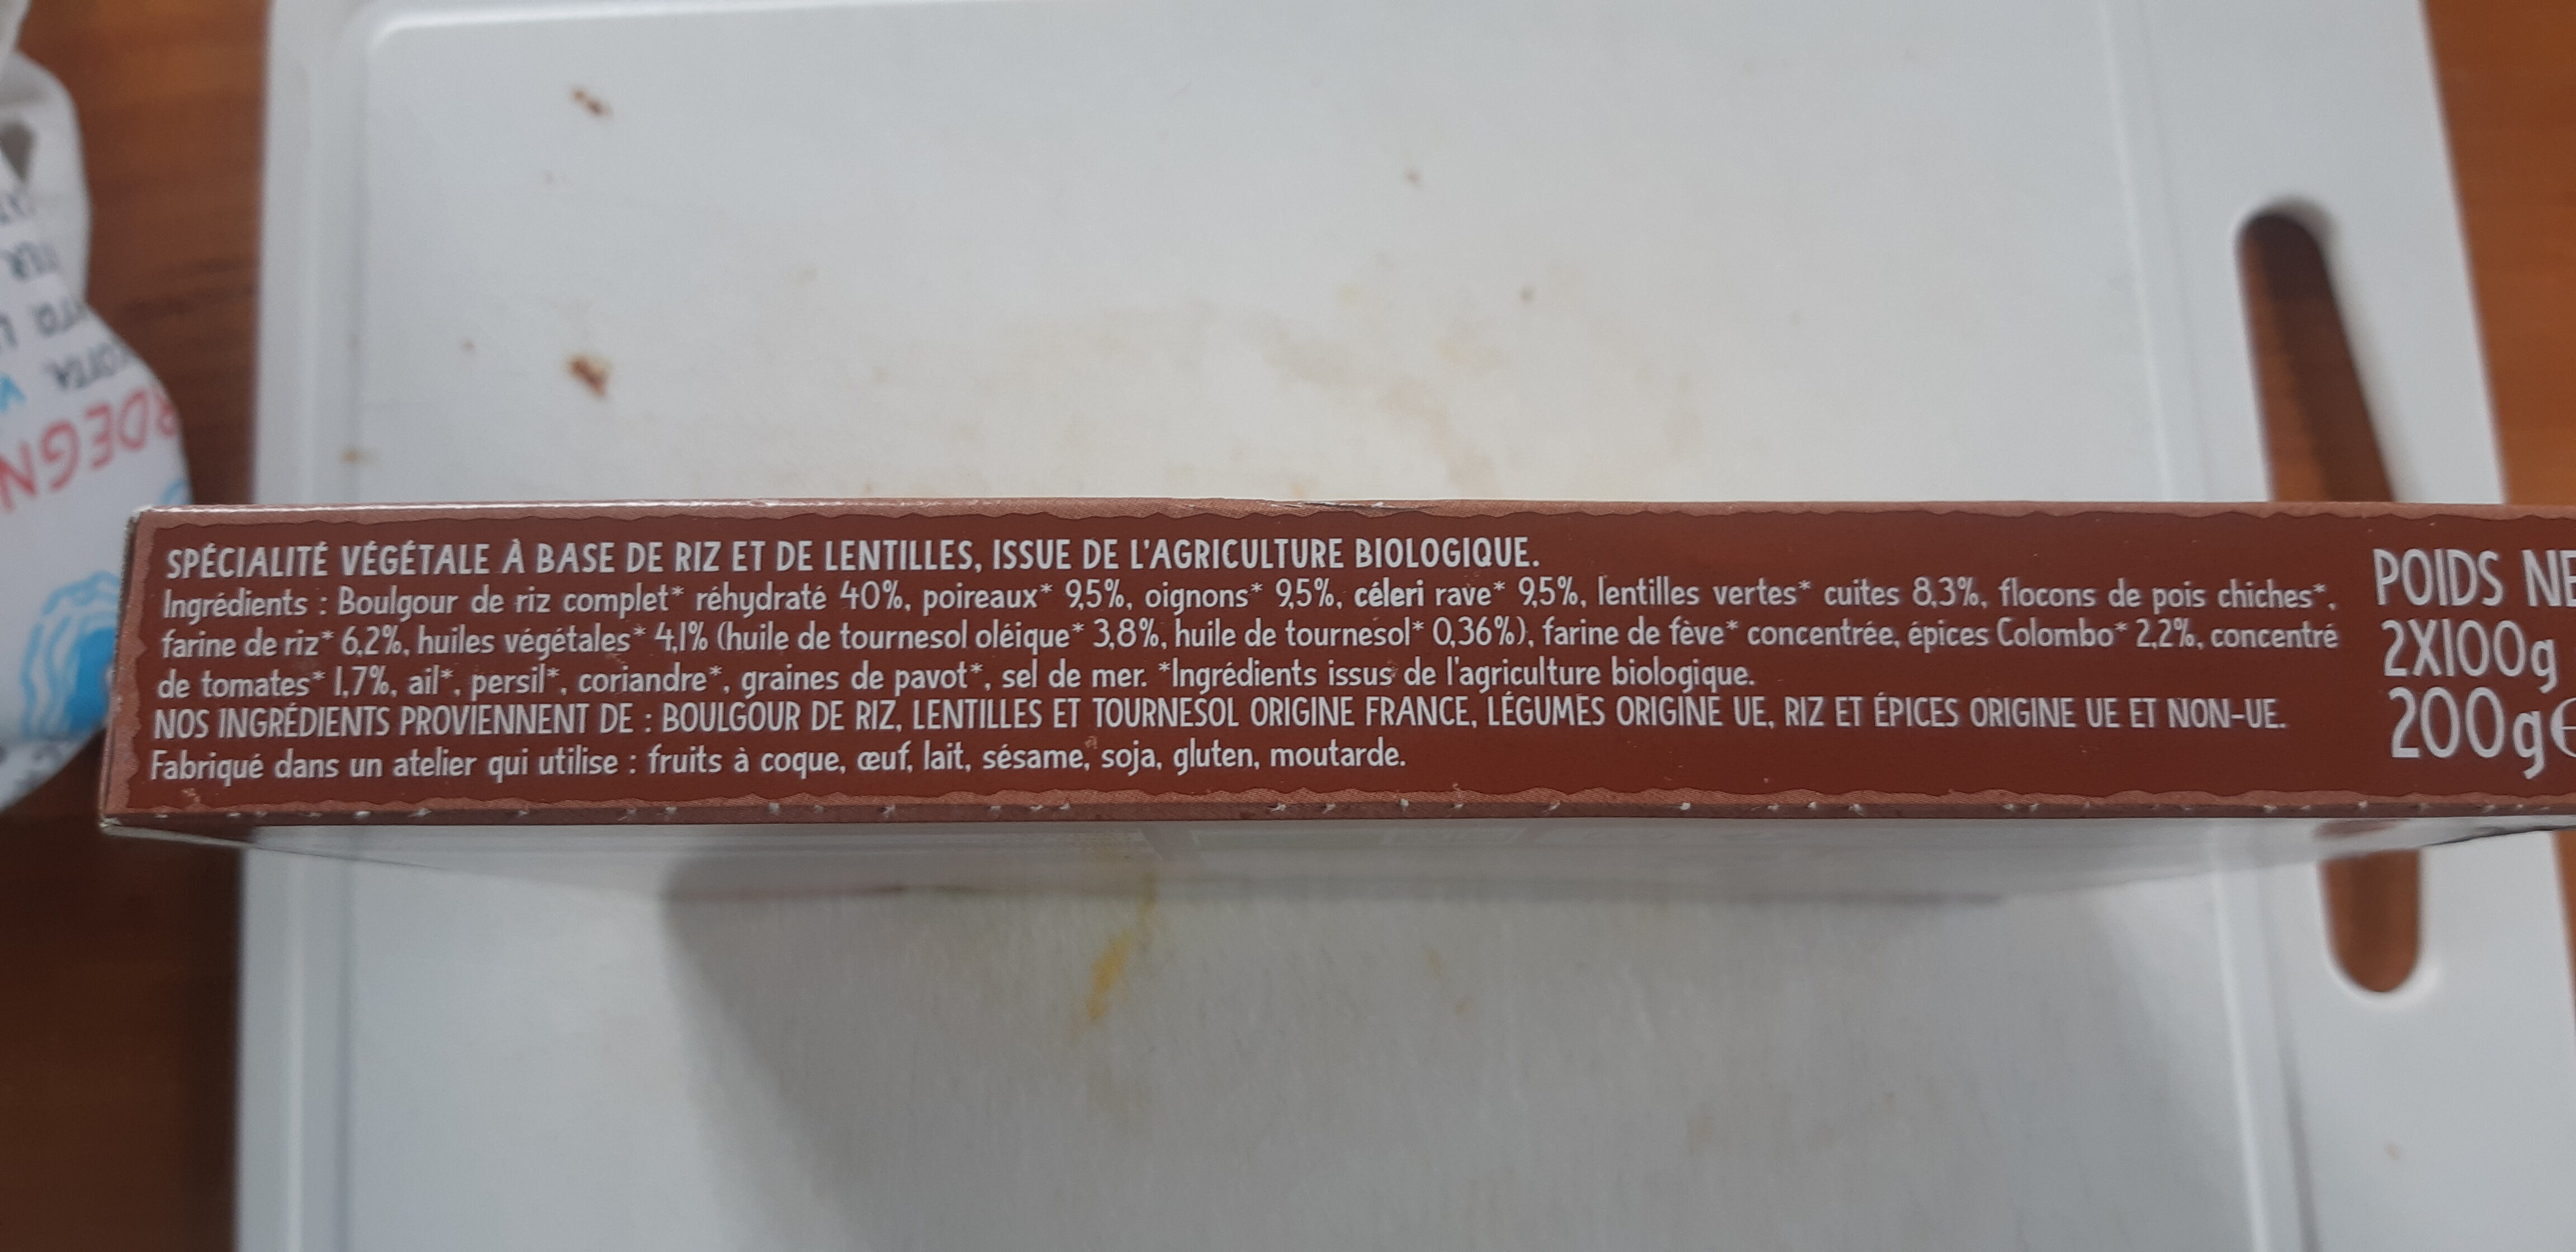 SPÉCIALITÉ VÉGÉTALE À BASE DE RIZ ET DE LENTILLES, ISSUE DE L'AGRICULTURE BIOLOGIQUE.
Ingrédients : Boulgour de riz complet* réhydraté 40%, poireaux* 9,5%, oignons* 9,5%, céleri rave* 9,5%, lentilles vertes* cuites 8,3%, flocons de pois chiches*,
farine de riz* 6,2%, huiles végétales* 4,1% (huile de tournesol oléique* 3,8%, huile de tournesol* 0,36%), farine de fève* concentrée, épices Colombo* 2,2%, concentré
de tomates* 1,7%, ail*, persil*, coriandre*, graines de pavot*, sel de mer. *Ingrédients issus de l'agriculture biologique.
NOS INGRÉDIENTS PROVIENNENT DE : BOULGOUR DE RIZ, LENTILLES ET TOURNESOL ORIGINE FRANCE, LÉGUMES ORIGINE UE, RIZ ET ÉPICES ORIGINE UE ET NON-UE.
Fabriqué dans un atelier qui utilise : fruits à coque, œuf, lait, sésame, soja, gluten, moutarde.
POIDS NE
2X100g
200g